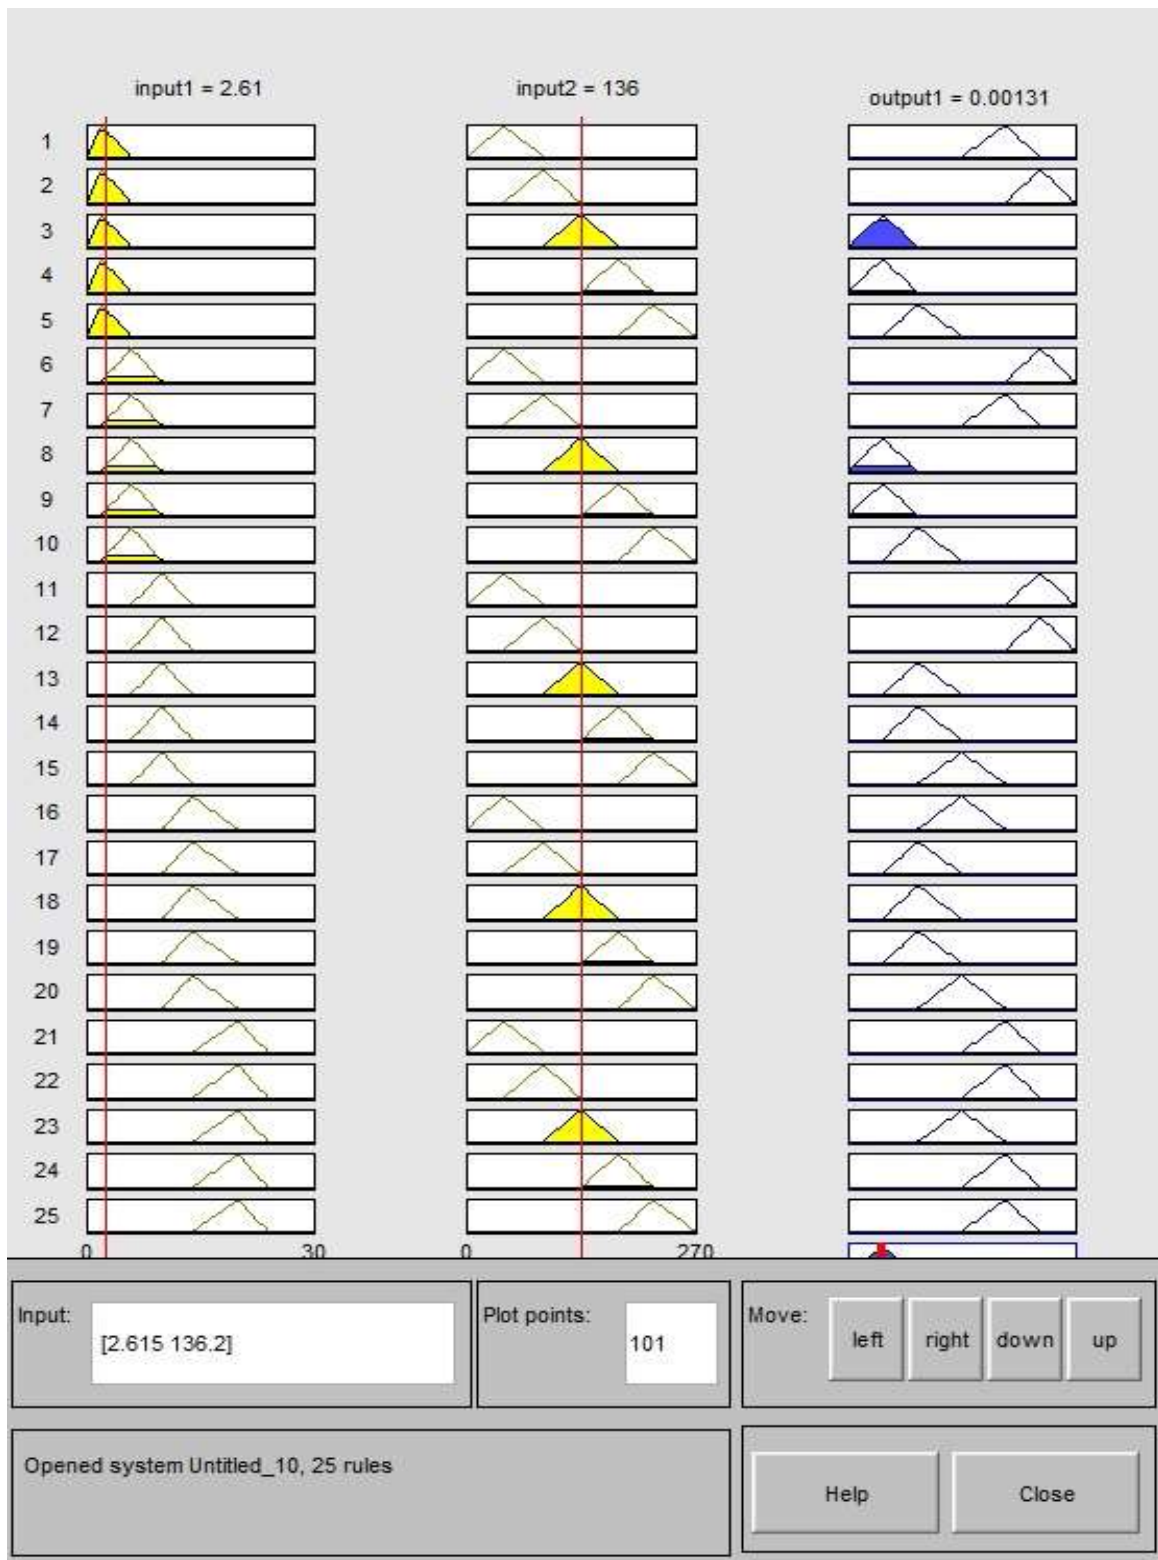 input1 = 2.61
input2 = 136
output1 = 0.00131
1
2
3
4
5
6
7
8
9
10
11
12
13
14
15
16
17
18
19
20
21
22
23
24
25
0 30 0 270
Input: [2.615 136.2]
Plot points: 101
Move: left right down up
Opened system Untitled_10, 25 rules
Help Close